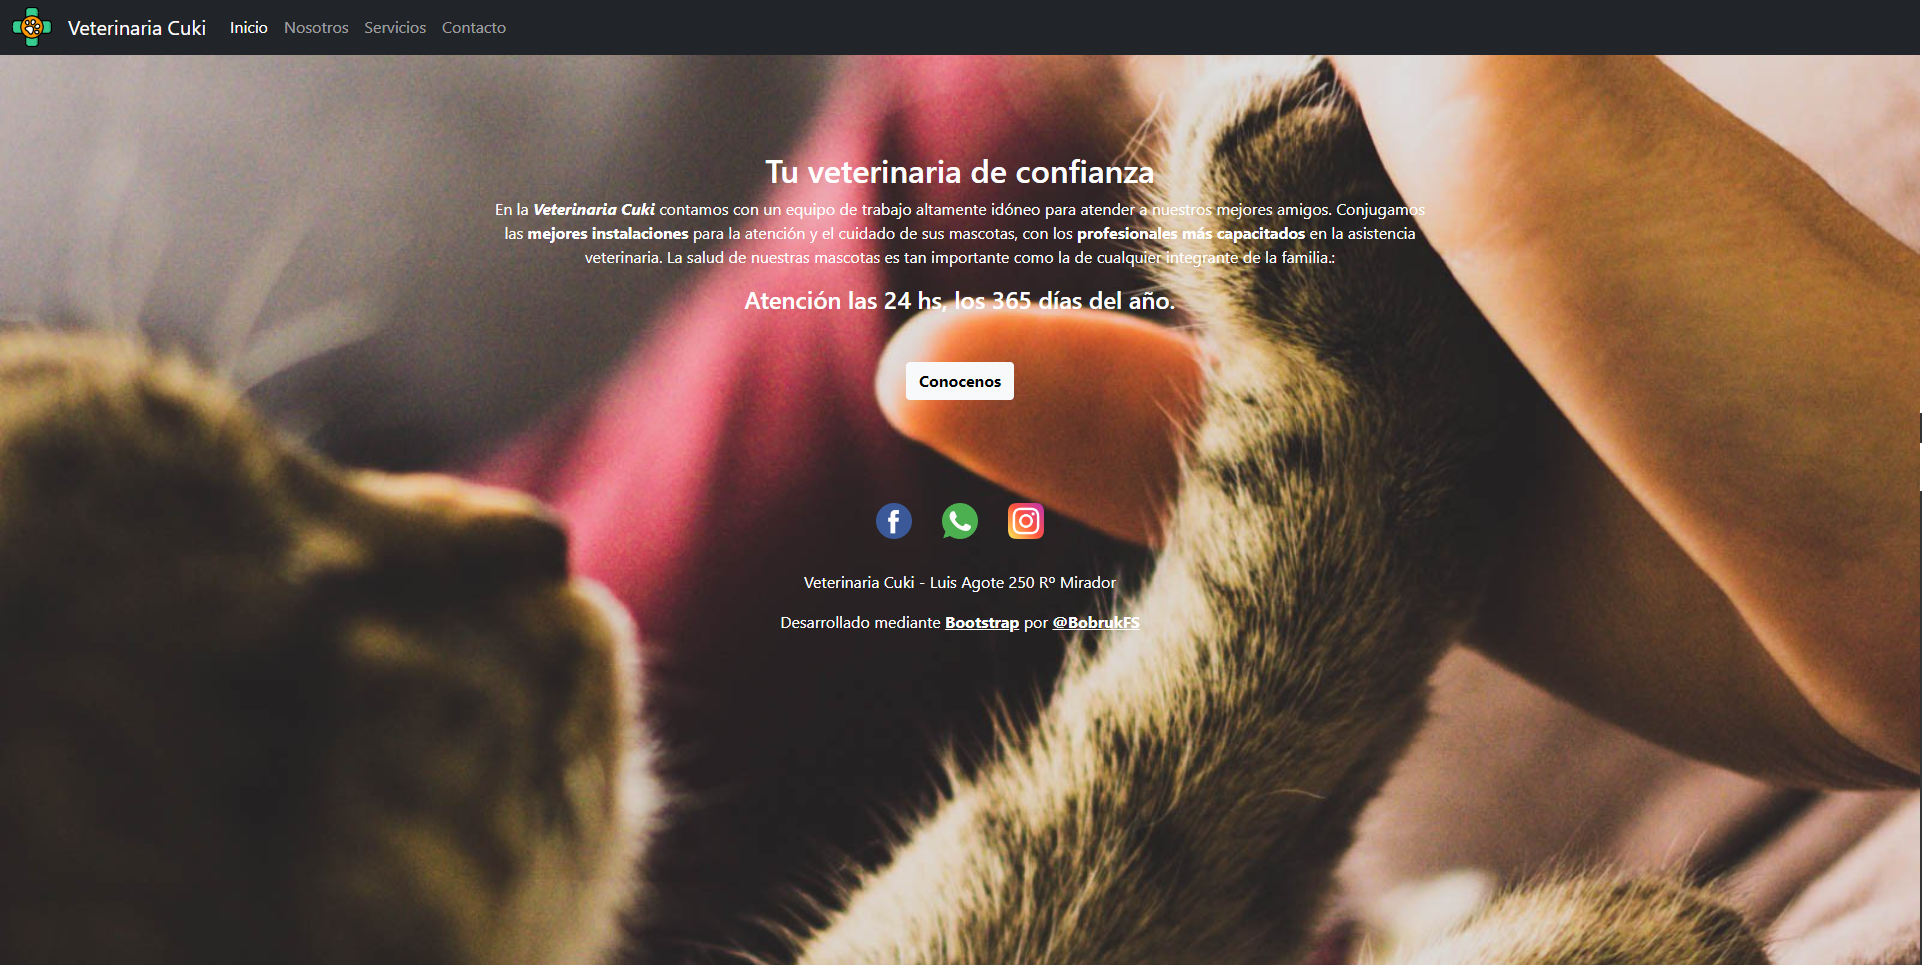 Veterinaria Cuki Inicio Nosotros Servicios Contacto
Tu veterinaria de confianza
En la Veterinaria Cuki contamos con un equipo de trabajo altamente idóneo para atender a nuestros mejores amigos. Conjugamos
las mejores instalaciones para la atención y el cuidado de sus mascotas, con los profesionales más capacitados en la asistencia
veterinaria. La salud de nuestras mascotas es tan importante como la de cualquier integrante de la familia.:
Atención las 24 hs, los 365 días del año.
Conocenos
Veterinaria Cuki - Luis Agote 250 Rº Mirador
Desarrollado mediante Bootstrap por @BobrukFS